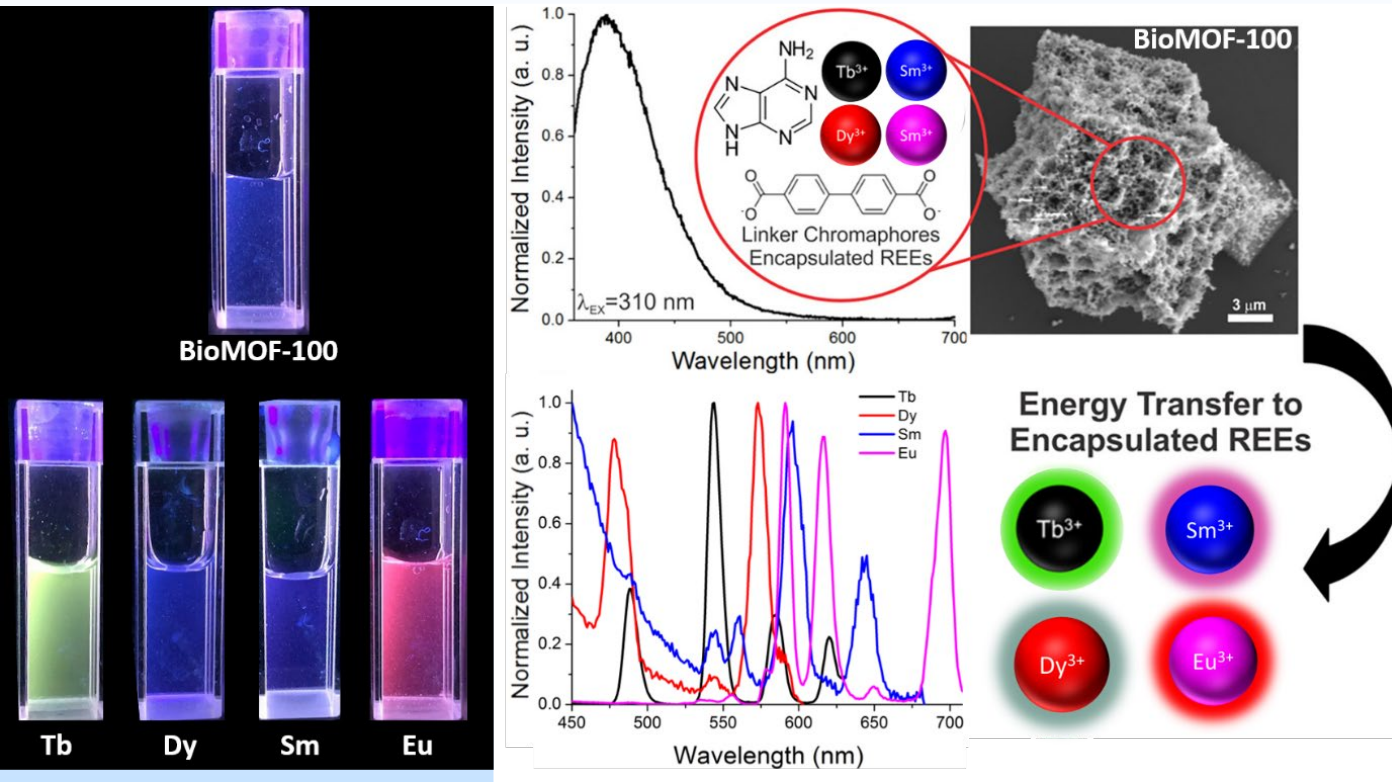 BioMOF-100
Tb
Dy
Sm
Eu
Normalized Intensity (a. u.)
1.0
0.8
0.6
0.4
0.2
0.0
400
500
600
700
Wavelength (nm)
λEX=310 nm
NH2
N
N
N
N
H
Tb3+
Sm3+
Dy3+
Sm3+
O
O
-O
O-
Linker Chromaphores
Encapsulated REEs
BioMOF-100
3 μm
Normalized Intensity (a. u.)
1.0
0.8
0.6
0.4
0.2
0.0
450
500
550
600
650
700
Wavelength (nm)
Tb
Dy
Sm
Eu
Energy Transfer to
Encapsulated REEs
Tb3+
Sm3+
Dy3+
Eu3+